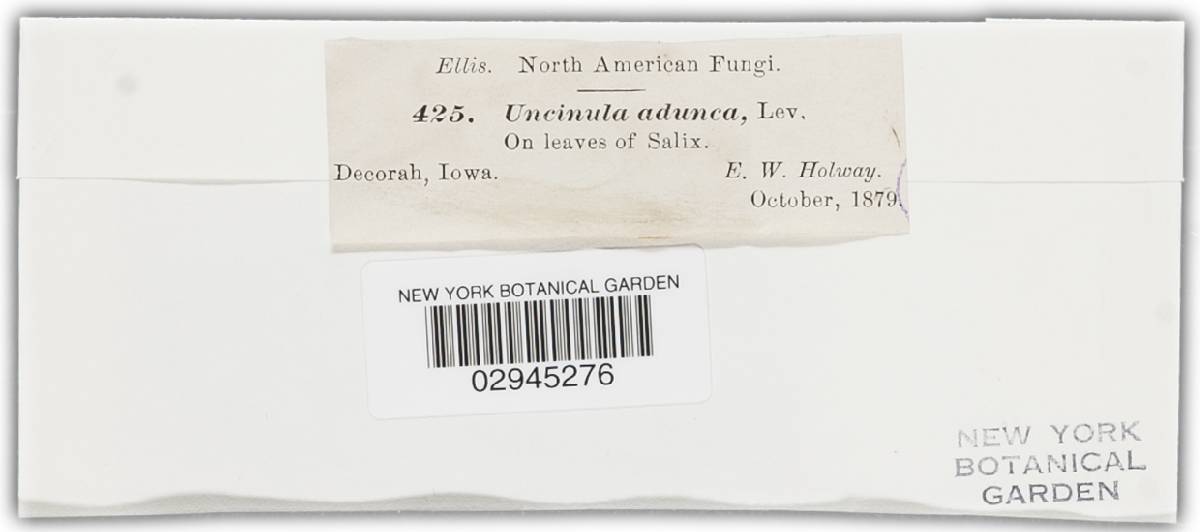 Ellis. North American Fungi.
425. Uncinula adunca, Lev.
On leaves of Salix.
Decorah, Iowa. E. W. Holway.
October, 1879.
NEW YORK BOTANICAL GARDEN
02945276
NEW YORK
BOTANICAL
GARDEN